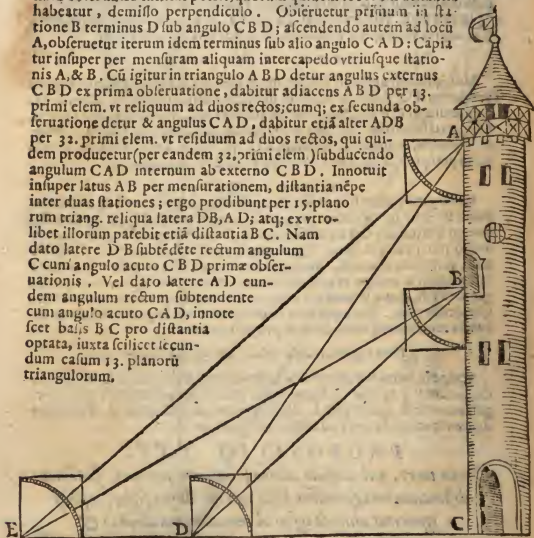 habeatur, demisso perpendiculo. Obseruetur primum in sta-
tione B terminus D sub angulo C B D; ascendendo autem ad locū
A, obseruetur iterum idem terminus sub alio angulo C A D: Capia
tur insuper per mensuram aliquam intercapedo vtriusque statio-
nis A, & B. Cū igitur in triangulo A B D detur angulus externus
C B D ex prima obseruatione, dabitur adiacens A B D per 13.
primi elem. vt reliquum ad duos rectos; cumq; ex secunda ob-
seruatione detur & angulus C A D, dabitur etiā alter A D B
per 32. primi elem. vt residuum ad duos rectos, qui qui-
dem producetur (per eandem 32. primi elem.) subducendo
angulum C A D internum ab externo C B D. Innotuit
insuper latus A B per mensurationem, distantia nēpe
inter duas stationes; ergo prodibunt per 15. plano
rum triang. reliqua latera D B, A D; atq; ex vtro-
libet illorum patebit etiā distantia B C. Nam
dato latere D B subtēdēte rectum angulum
C cum angulo acuto C B D primæ obser-
uationis. Vel dato latere A D eun-
dem angulum rectum subtendente
cum angulo acuto C A D, innote
scet basis B C pro distantia
optata, iuxta scilicet secun-
dum casum 13. planorū
triangulorum.
A
B
C
D
E